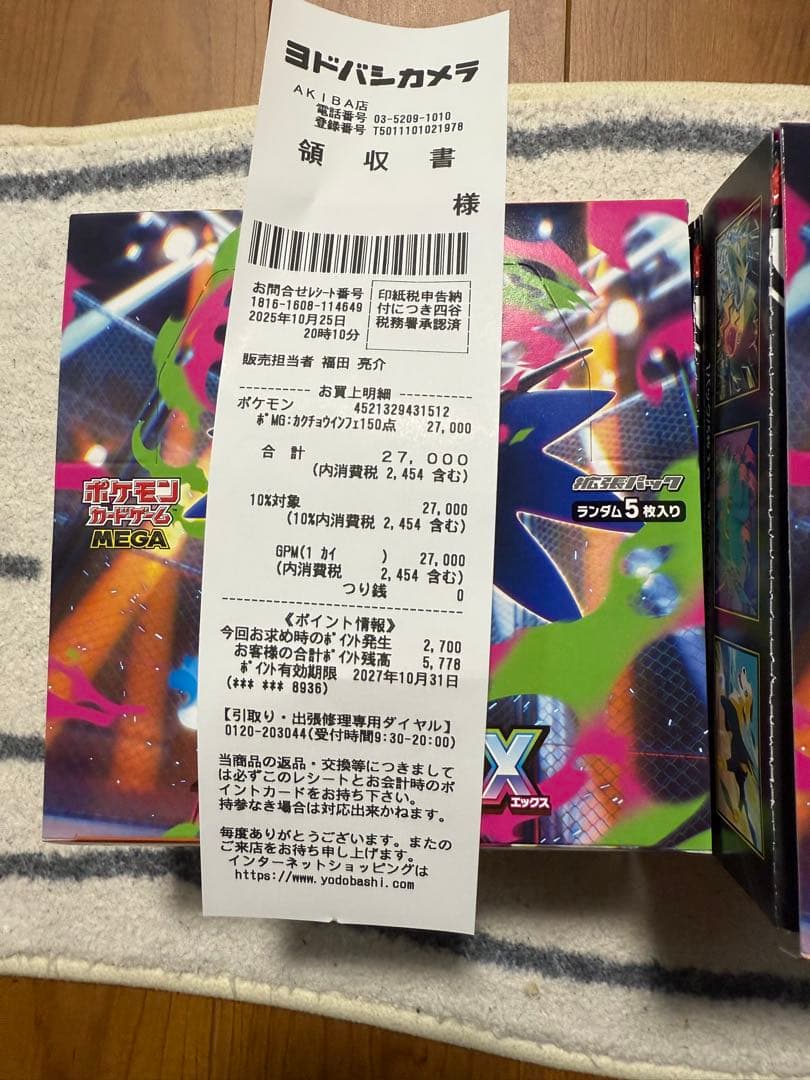 ヨドバシカメラ
AKIBA店
電話番号 03-5209-1010
登録番号 T5011101021978
領 収 書
様
お問合せﾚｼｰﾄ番号
1816-1608-114649
2025年10月25日
20時10分
印紙税申告納
付につき四谷
税務署承認済
販売担当者 福田 亮介
---------- お買上明細 ----------
ポケモン 4521329431512
ﾎﾟMG:カクチョウインフェ150点 27,000
合 計 27,000
(内消費税 2,454 含む)
10%対象 27,000
(10%内消費税 2,454 含む)
GPM(1 ｶｲ ) 27,000
(内消費税 2,454 含む)
つり銭 0
--------------------------------
《ポイント情報》
今回お求め時のﾎﾟｲﾝﾄ発生 2,700
お客様の合計ﾎﾟｲﾝﾄ残高 5,778
ﾎﾟｲﾝﾄ有効期限 2027年10月31日
(*** *** 8936)
【引取り・出張修理専用ダイヤル】
0120-203044(受付時間9:30-20:00)
当商品の返品・交換等につきまして
は必ずこのレシートとお会計時のポ
イントカードをお持ち下さい。
持参なき場合は対応出来かねます。
毎度ありがとうございます。またの
ご来店をお待ち申し上げます。
インターネットショッピングは
https://www.yodobashi.com
ポケモン
カードゲーム
MEGA
拡張パック
ランダム5枚入り
X
エックス